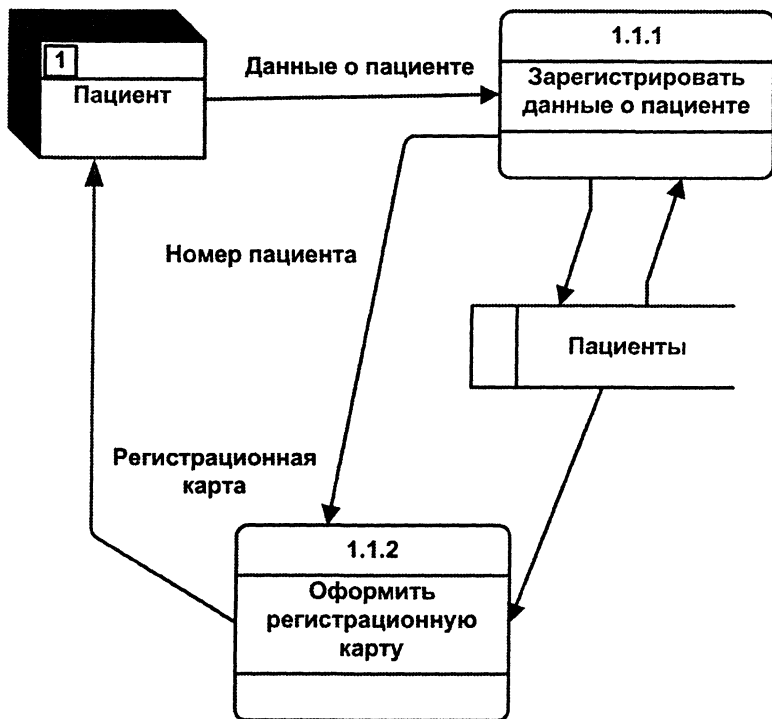 1
Пациент
Данные о пациенте
1.1.1
Зарегистрировать
данные о пациенте
Номер пациента
Пациенты
Регистрационная
карта
1.1.2
Оформить
регистрационную
карту